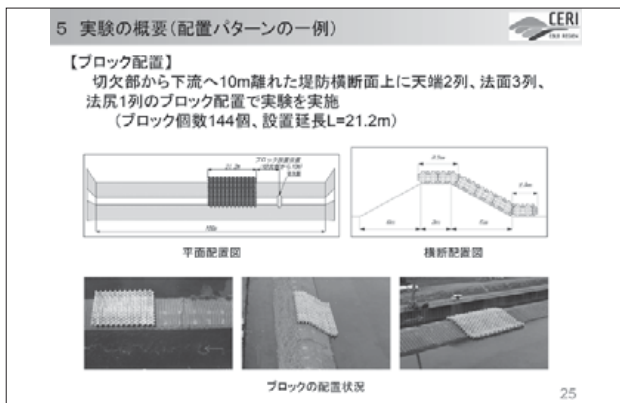 5 実験の概要(配置パターンの一例)
CERI
【ブロック配置】
切欠部から下流へ10m離れた堤防横断面上に天端2列、法面3列、
法尻1列のブロック配置で実験を実施
(ブロック個数144個、設置延長L=21.2m)
21.2m
平面配置図
横断配置図
ブロックの配置状況
25